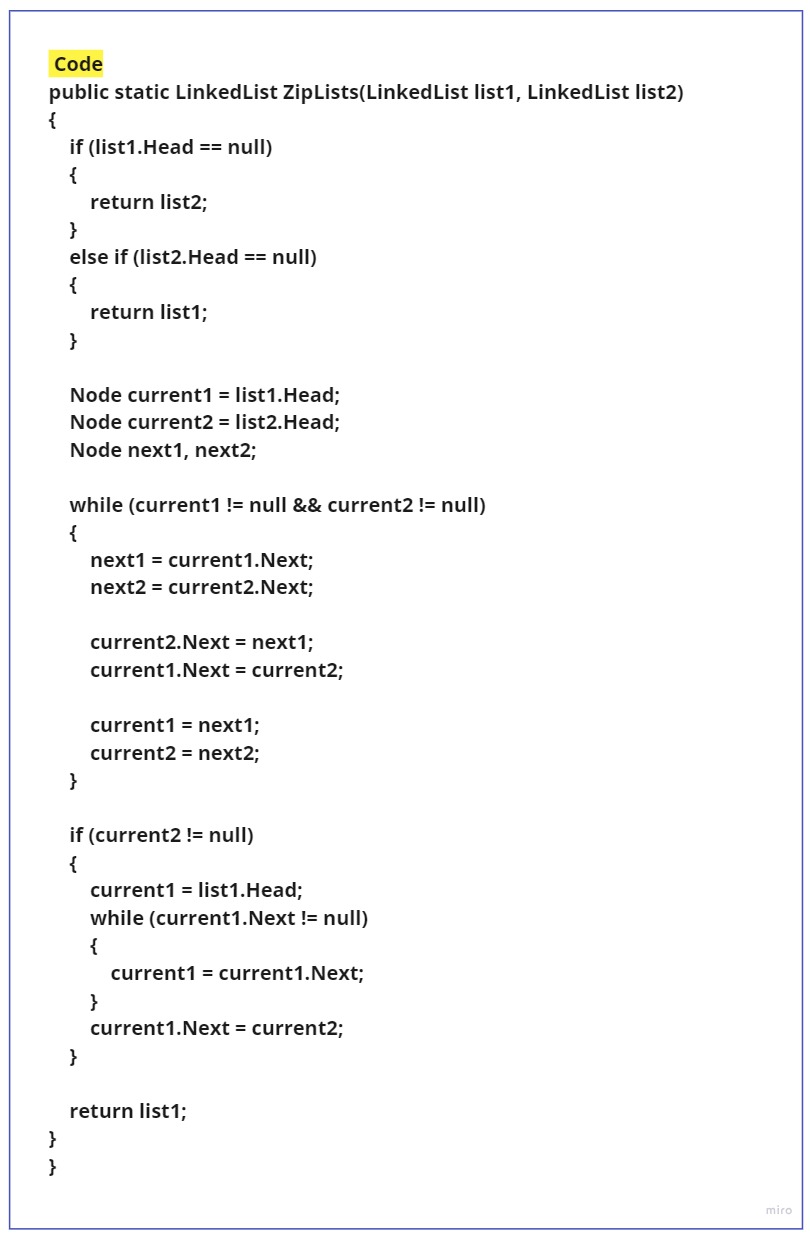 Code
public static LinkedList ZipLists(LinkedList list1, LinkedList list2)
{
    if (list1.Head == null)
    {
        return list2;
    }
    else if (list2.Head == null)
    {
        return list1;
    }

    Node current1 = list1.Head;
    Node current2 = list2.Head;
    Node next1, next2;

    while (current1 != null && current2 != null)
    {
        next1 = current1.Next;
        next2 = current2.Next;

        current2.Next = next1;
        current1.Next = current2;

        current1 = next1;
        current2 = next2;
    }

    if (current2 != null)
    {
        current1 = list1.Head;
        while (current1.Next != null)
        {
            current1 = current1.Next;
        }
        current1.Next = current2;
    }

    return list1;
}
}
miro